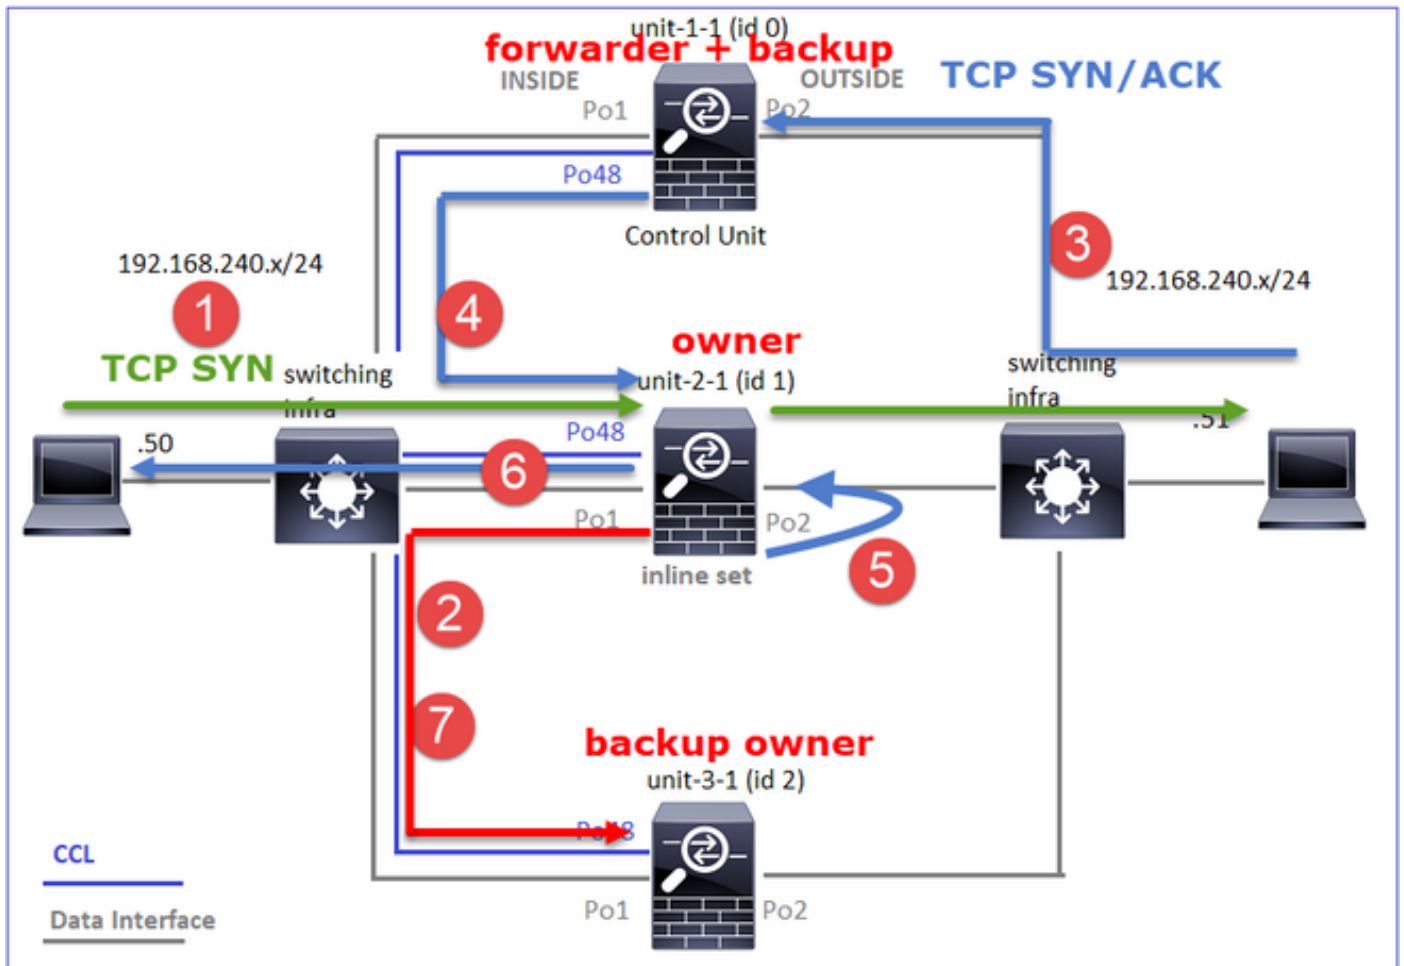 unit-1-1 (id 0)
forwarder + backup
INSIDE
OUTSIDE
TCP SYN/ACK
Po1
Po2
Po48
Control Unit
192.168.240.x/24
1
3
192.168.240.x/24
4
owner
TCP SYN
switching
infra
unit-2-1 (id 1)
switching
infra
.50
Po48
.51
6
Po1
Po2
inline set
5
2
7
backup owner
unit-3-1 (id 2)
Po48
CCL
Data Interface
Po1
Po2